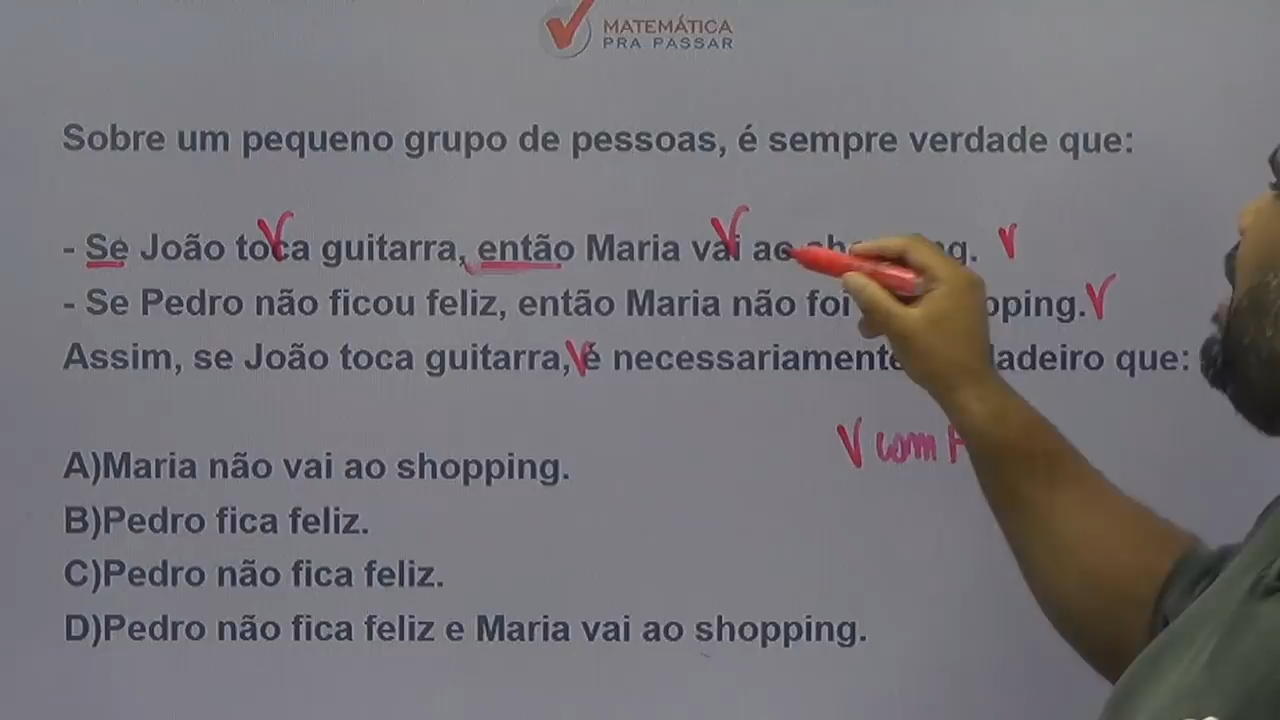 MATEMÁTICA
PRA PASSAR
Sobre um pequeno grupo de pessoas, é sempre verdade que:
V V
- Se João toca guitarra, então Maria vai ao V
- Se Pedro não ficou feliz, então Maria não foi V
Assim, se João toca guitarra, V é necessariamente que:
V com
A)Maria não vai ao shopping.
B)Pedro fica feliz.
C)Pedro não fica feliz.
D)Pedro não fica feliz e Maria vai ao shopping.